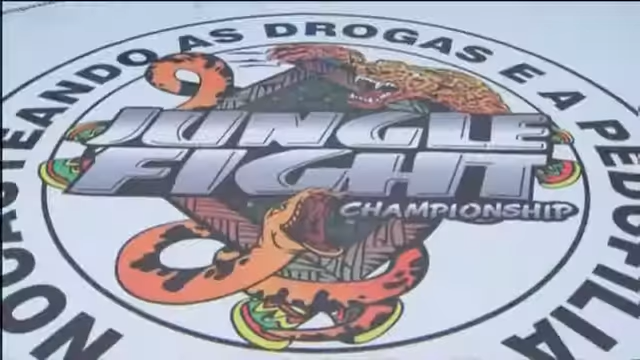 NOCAUTEANDO AS DROGAS E A PEDOFILIA
JUNGLE
FIGHT
CHAMPIONSHIP